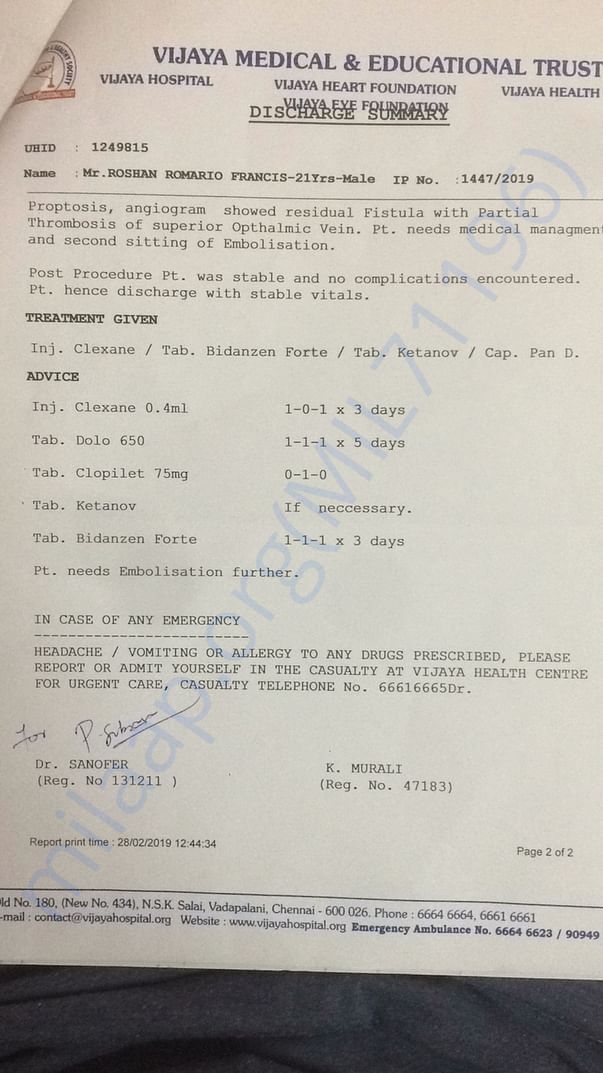 VIJAYA MEDICAL & EDUCATIONAL TRUST
VIJAYA HOSPITAL VIJAYA HEART FOUNDATION VIJAYA HEALTH
VIJAYA EYE FOUNDATION
DISCHARGE SUMMARY
UHID : 1249815
Name : Mr.ROSHAN ROMARIO FRANCIS-21Yrs-Male IP No. :1447/2019
Proptosis, angiogram showed residual Fistula with Partial
Thrombosis of superior Opthalmic Vein. Pt. needs medical managment
and second sitting of Embolisation.
Post Procedure Pt. was stable and no complications encountered.
Pt. hence discharge with stable vitals.
TREATMENT GIVEN
Inj. Clexane / Tab. Bidanzen Forte / Tab. Ketanov / Cap. Pan D.
ADVICE
Inj. Clexane 0.4ml 1-0-1 x 3 days
Tab. Dolo 650 1-1-1 x 5 days
Tab. Clopilet 75mg 0-1-0
Tab. Ketanov If neccessary.
Tab. Bidanzen Forte 1-1-1 x 3 days
Pt. needs Embolisation further.
IN CASE OF ANY EMERGENCY
-------------------------
HEADACHE / VOMITING OR ALLERGY TO ANY DRUGS PRESCRIBED, PLEASE
REPORT OR ADMIT YOURSELF IN THE CASUALTY AT VIJAYA HEALTH CENTRE
FOR URGENT CARE, CASUALTY TELEPHONE No. 66616665Dr.
For
Dr. SANOFER K. MURALI
(Reg. No 131211 ) (Reg. No. 47183)
Report print time : 28/02/2019 12:44:34
Page 2 of 2
ld No. 180, (New No. 434), N.S.K. Salai, Vadapalani, Chennai - 600 026. Phone : 6664 6664, 6661 6661
-mail : contact@vijayahospital.org Website : www.vijayahospital.org Emergency Ambulance No. 6664 6623 / 90949
milaap.org(MIL71196)